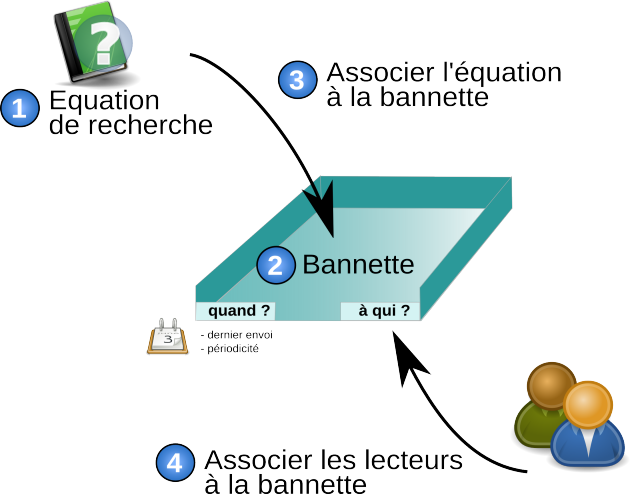 ?
1 Equation
de recherche
3 Associer l'équation
à la bannette
2 Bannette
quand ? à qui ?
3
- dernier envoi
- périodicité
4 Associer les lecteurs
à la bannette